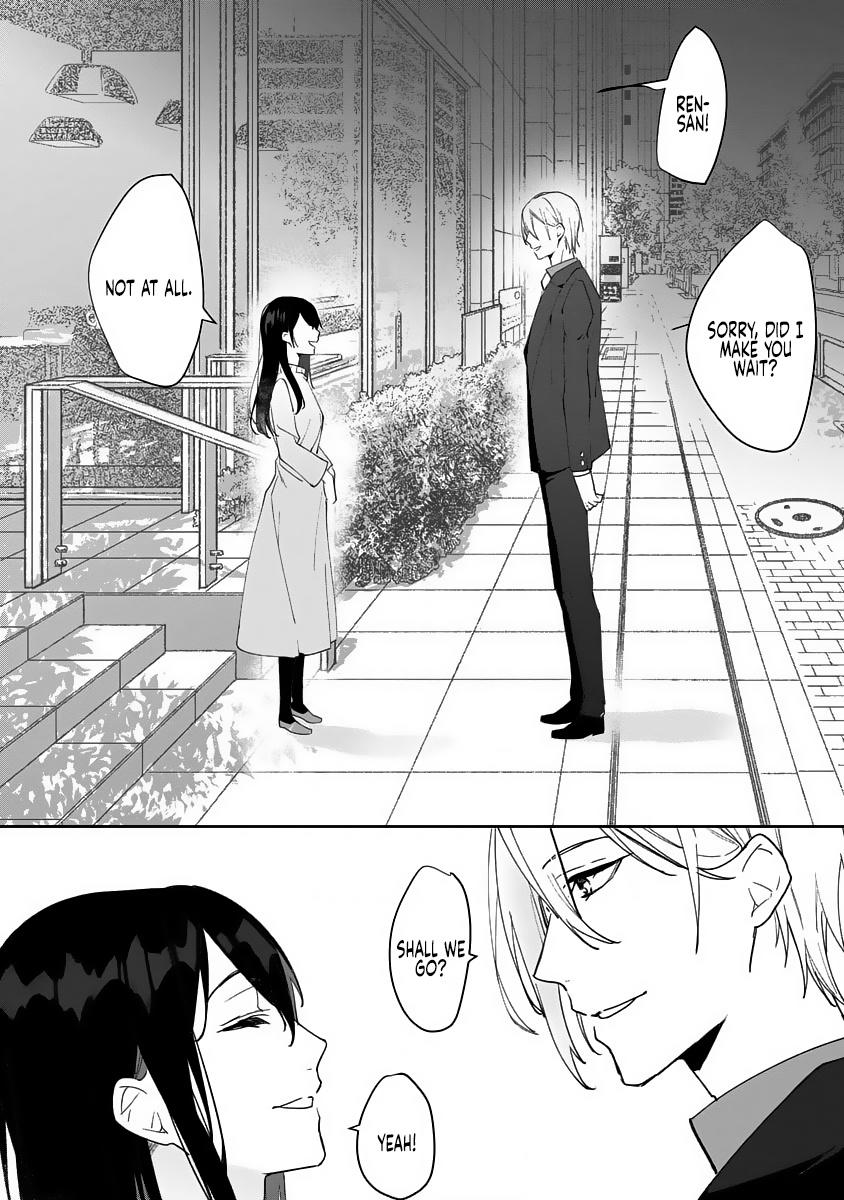 REN-
SAN!
SORRY, DID I
MAKE YOU
WAIT?
NOT AT ALL.
SHALL WE
GO?
YEAH!